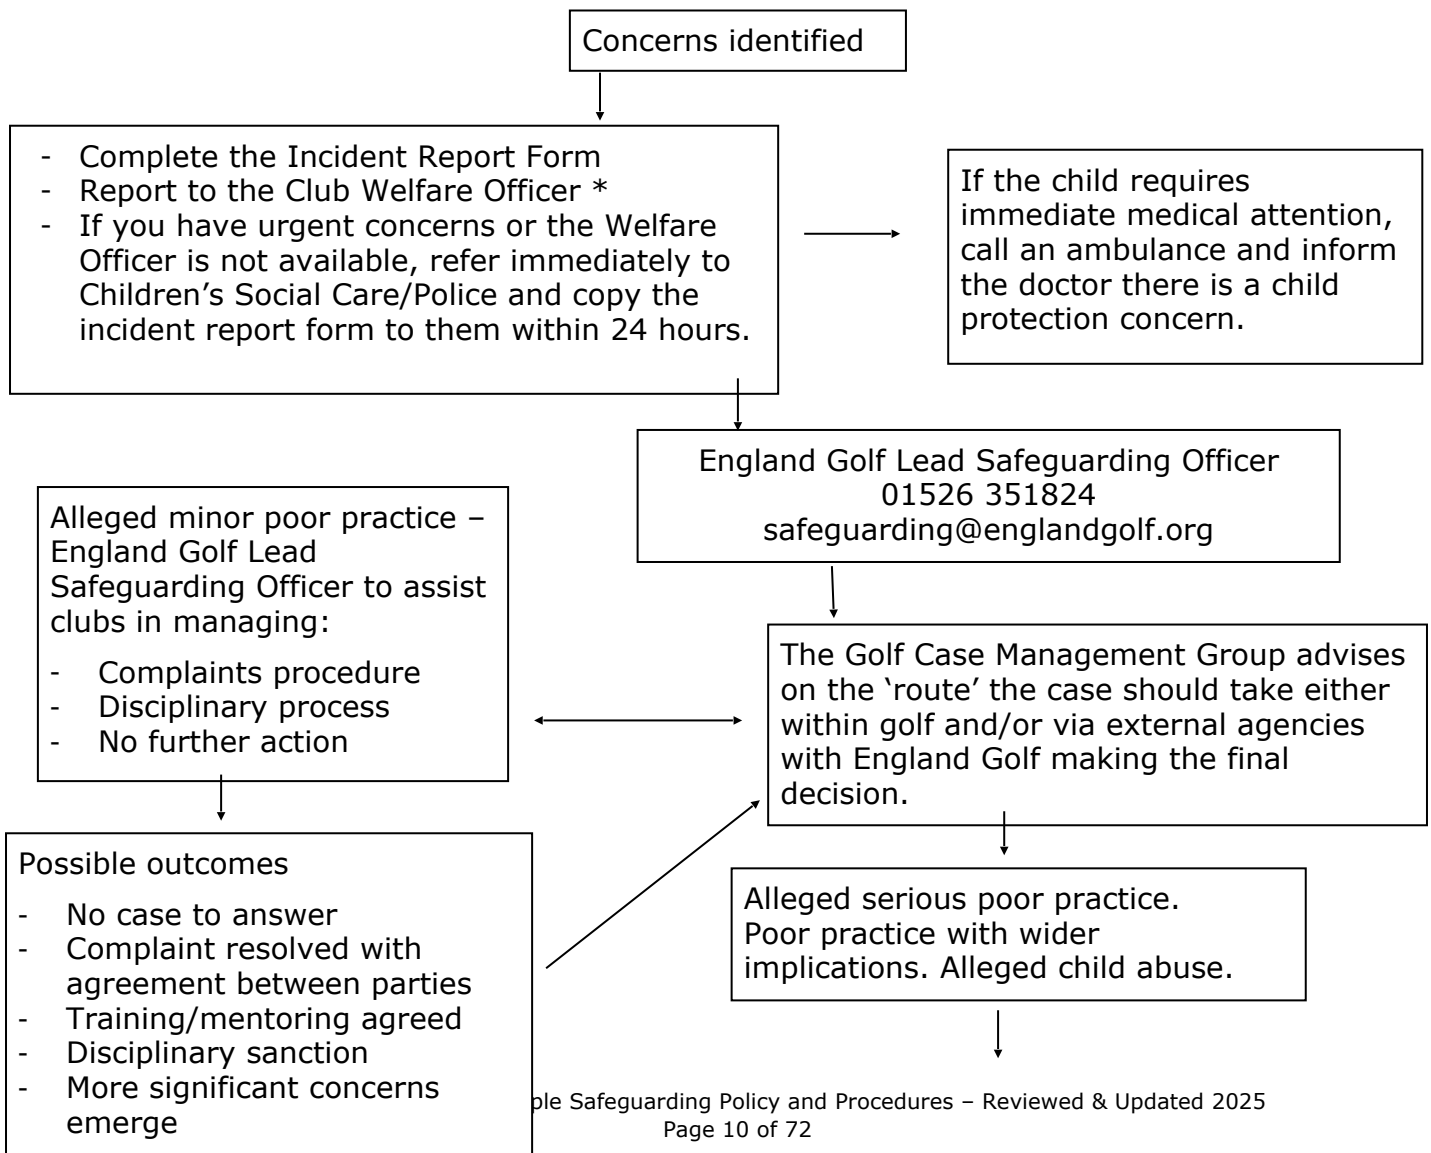 Concerns identified
- Complete the Incident Report Form
- Report to the Club Welfare Officer *
- If you have urgent concerns or the Welfare
Officer is not available, refer immediately to
Children’s Social Care/Police and copy the
incident report form to them within 24 hours.
If the child requires
immediate medical attention,
call an ambulance and inform
the doctor there is a child
protection concern.
England Golf Lead Safeguarding Officer
01526 351824
safeguarding@englandgolf.org
Alleged minor poor practice –
England Golf Lead
Safeguarding Officer to assist
clubs in managing:
- Complaints procedure
- Disciplinary process
- No further action
The Golf Case Management Group advises
on the ‘route’ the case should take either
within golf and/or via external agencies
with England Golf making the final
decision.
Possible outcomes
- No case to answer
- Complaint resolved with
agreement between parties
- Training/mentoring agreed
- Disciplinary sanction
- More significant concerns
emerge
Alleged serious poor practice.
Poor practice with wider
implications. Alleged child abuse.
Safeguarding Policy and Procedures – Reviewed & Updated 2025
Page 10 of 72